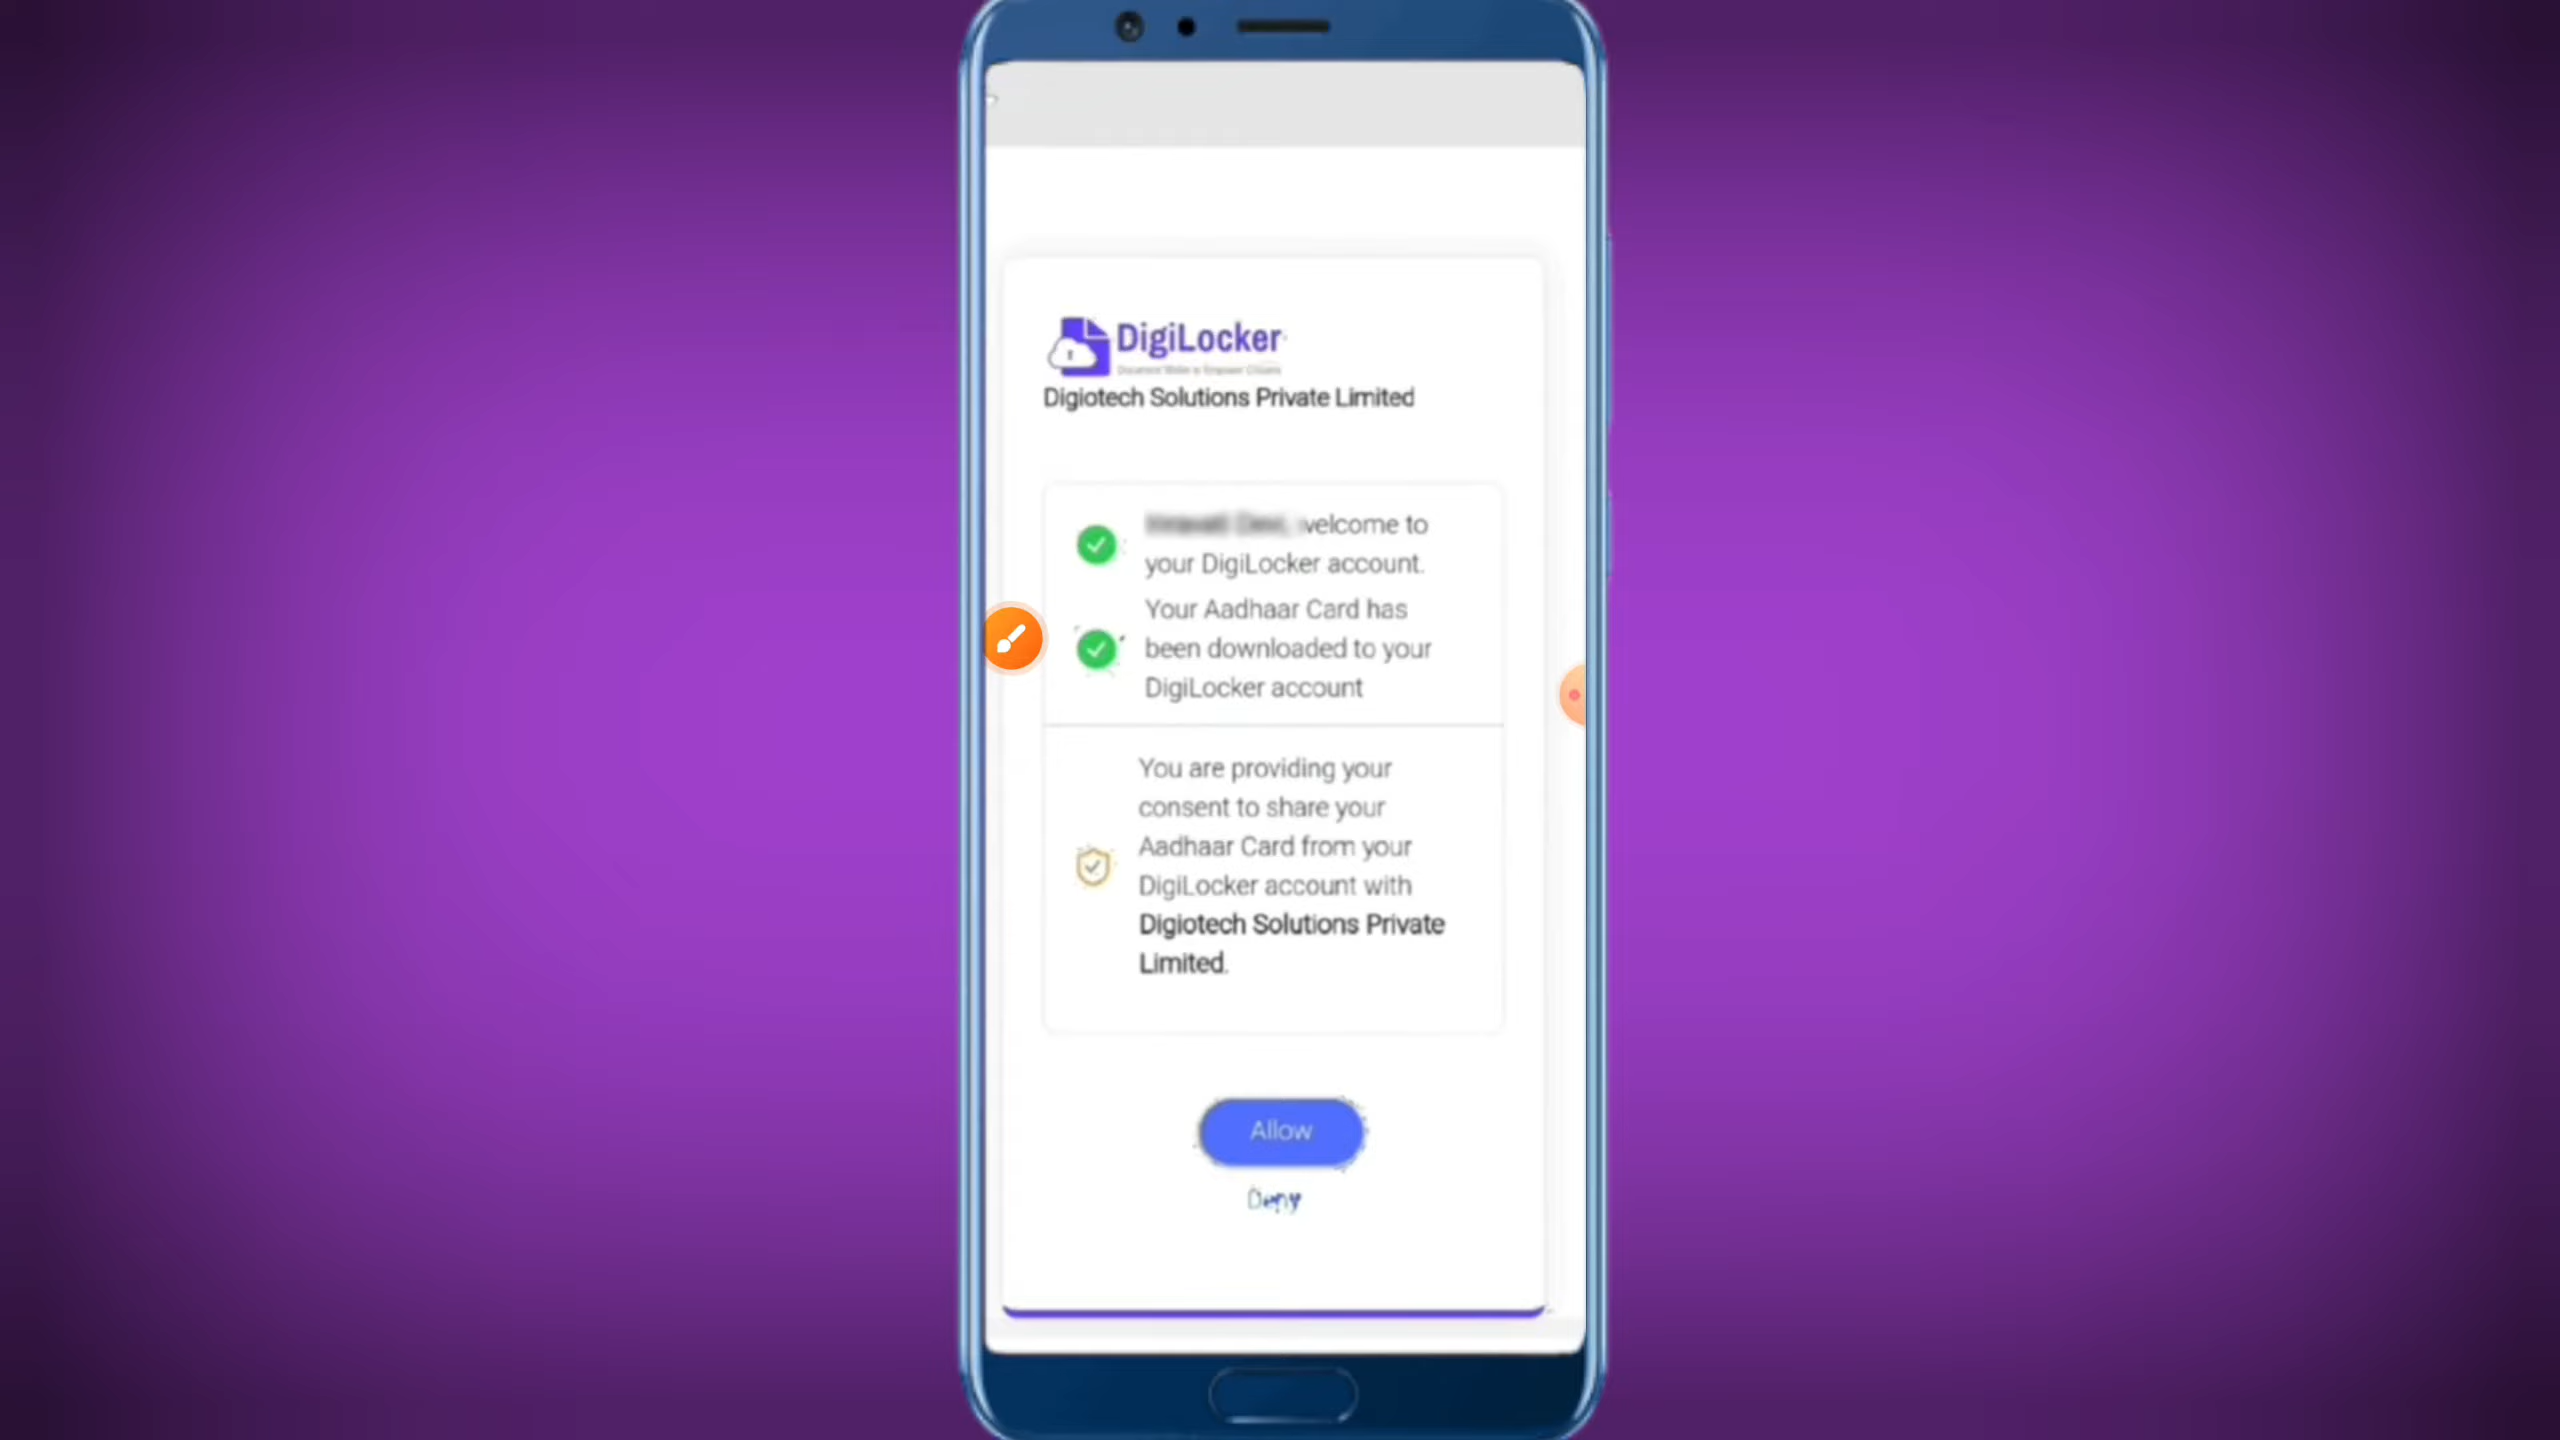 DigiLocker
Digiotech Solutions Private Limited
welcome to
your DigiLocker account.
Your Aadhaar Card has
been downloaded to your
DigiLocker account
You are providing your
consent to share your
Aadhaar Card from your
DigiLocker account with
Digiotech Solutions Private
Limited.
Allow
Deny